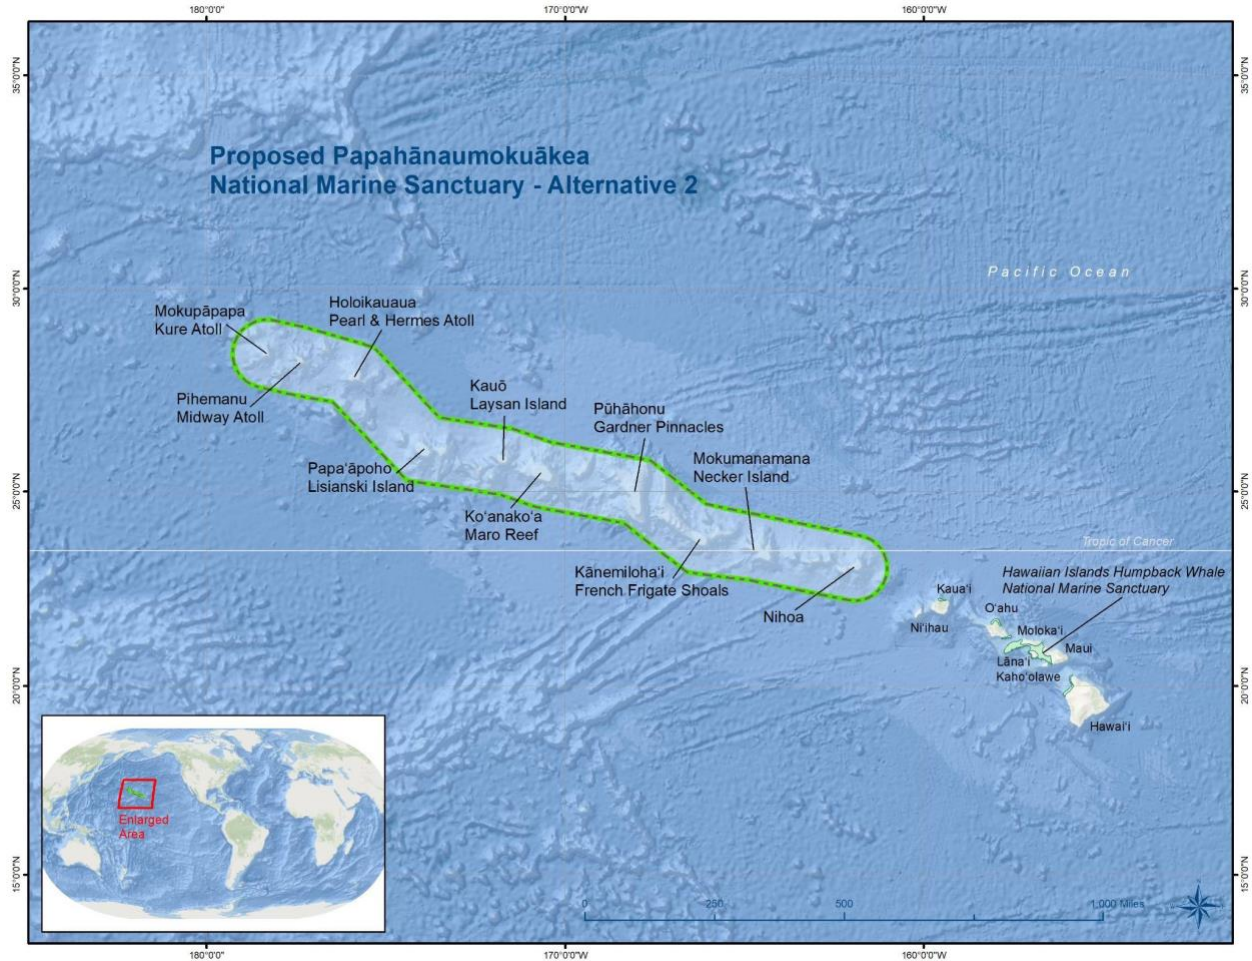 180°0'0"
170°0'0"W
160°0'0"W
35°0'0"N
35°0'0"N
Proposed Papahānaumokuākea
National Marine Sanctuary - Alternative 2
Pacific Ocean
30°0'0"N
30°0'0"N
Mokupāpapa
Kure Atoll
Holoikauaua
Pearl & Hermes Atoll
Pihemanu
Midway Atoll
Kauō
Laysan Island
Pūhāhonu
Gardner Pinnacles
Mokumanamana
Necker Island
Papa‘āpoho
Lisianski Island
25°0'0"N
25°0'0"N
Ko‘anako‘a
Maro Reef
Tropic of Cancer
Kānemiloha‘i
French Frigate Shoals
Nihoa
Hawaiian Islands Humpback Whale
National Marine Sanctuary
Kaua‘i
Ni‘ihau
O‘ahu
Moloka‘i
Maui
Lāna‘i
Kaho‘olawe
20°0'0"N
20°0'0"N
Hawai‘i
Enlarged
Area
15°0'0"N
15°0'0"N
0 250 500 1,000 Miles
180°0'0"
170°0'0"W
160°0'0"W